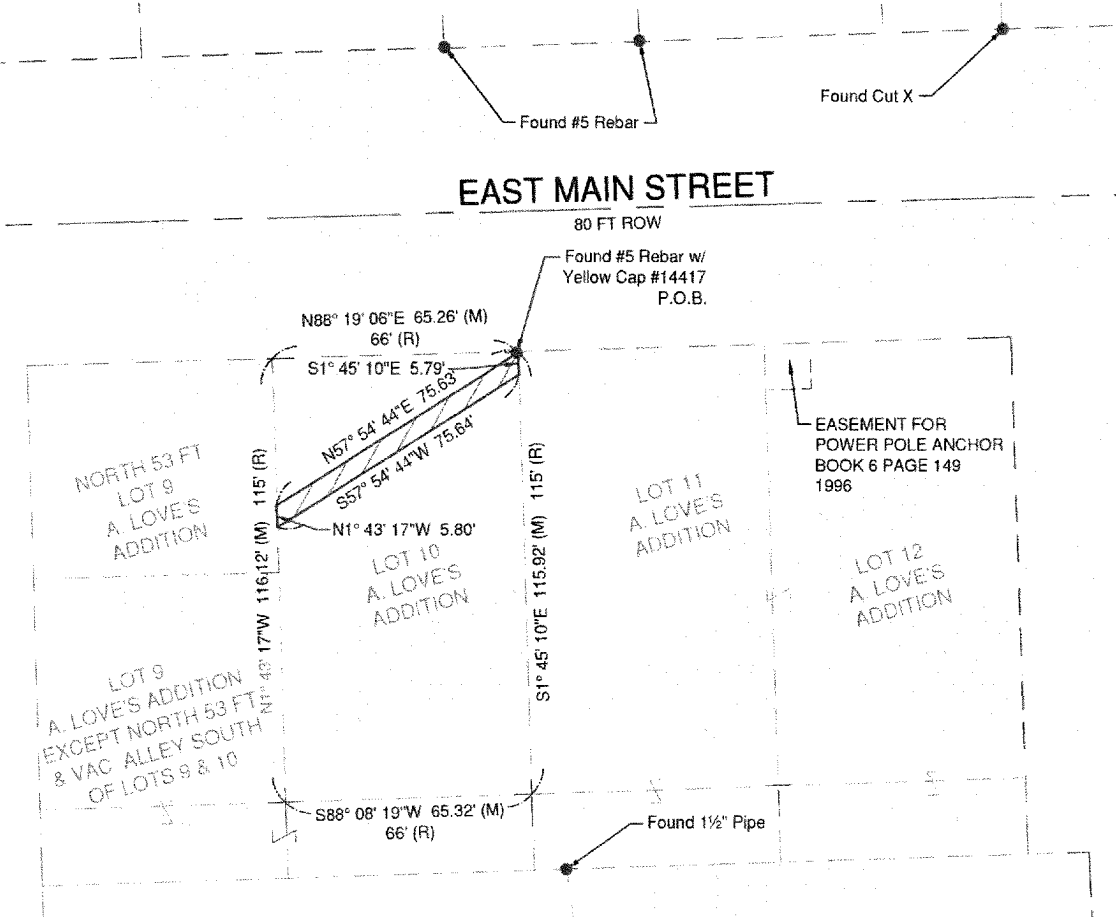 Found #5 Rebar
Found Cut X
EAST MAIN STREET
80 FT ROW
Found #5 Rebar w/
Yellow Cap #14417
P.O.B.
N88° 19' 06"E 65.26' (M)
66' (R)
S1° 45' 10"E 5.79'
N57° 54' 44"E 75.63'
S57° 54' 44"W 75.64'
N1° 43' 17"W 5.80'
EASEMENT FOR
POWER POLE ANCHOR
BOOK 6 PAGE 149
1996
NORTH 53 FT
LOT 9
A. LOVE'S
ADDITION
N1° 43' 17"W 116.12' (M) 115' (R)
LOT 10
A. LOVE'S
ADDITION
S1° 45' 10"E 115.92' (M) 115' (R)
LOT 11
A. LOVE'S
ADDITION
LOT 12
A. LOVE'S
ADDITION
LOT 9
A. LOVE'S ADDITION
EXCEPT NORTH 53 FT
& VAC ALLEY SOUTH
OF LOTS 9 & 10
S88° 08' 19"W 65.32' (M)
66' (R)
Found 1½" Pipe